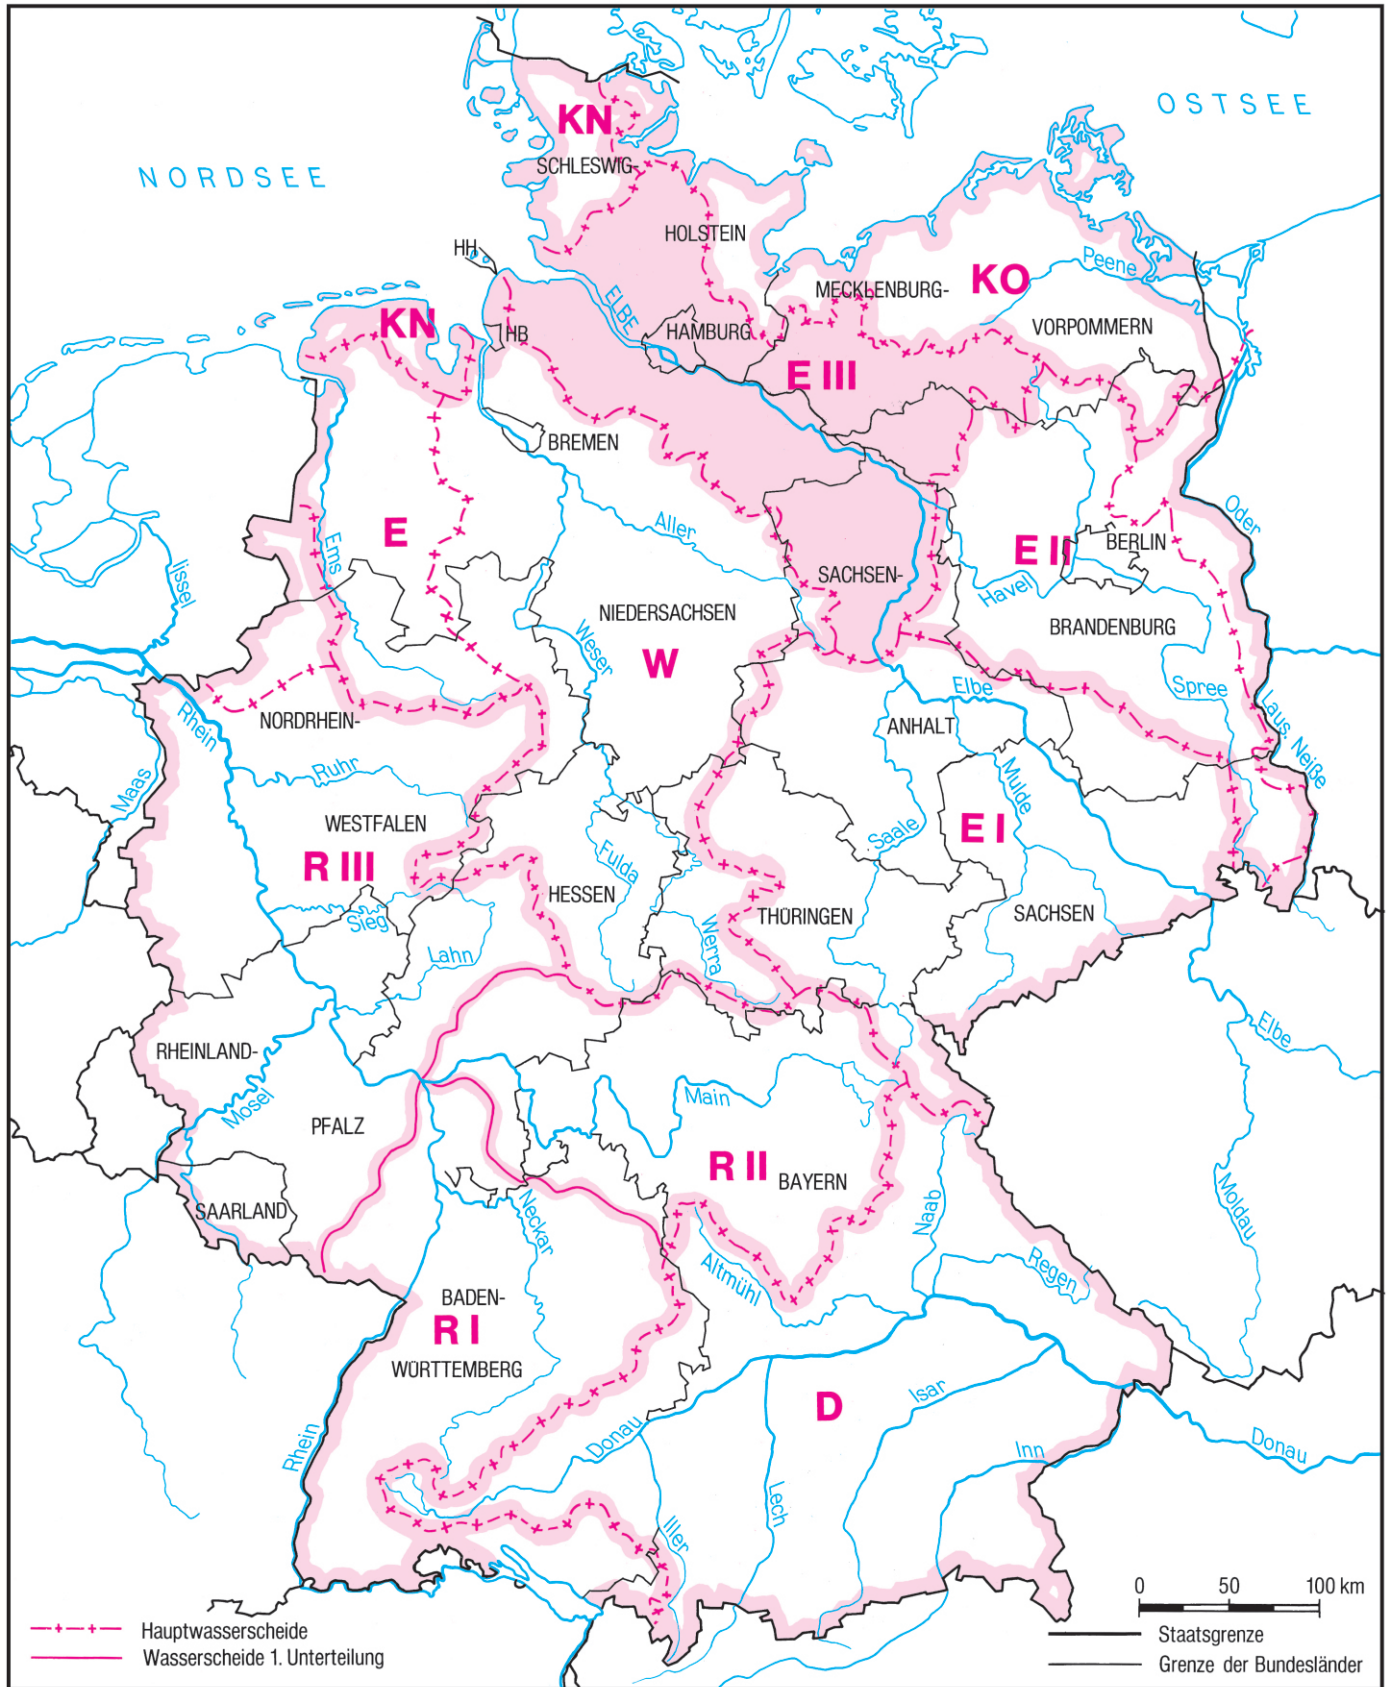 NORDSEE
OSTSEE
KN
SCHLESWIG-
HOLSTEIN
HH
ELBE
HAMBURG
MECKLENBURG-
KO
Peene
VORPOMMERN
KN
HB
E III
BREMEN
Aller
Oder
E
Ems
Ijssel
E II
BERLIN
Havel
SACHSEN-
NIEDERSACHSEN
BRANDENBURG
Weser
W
Spree
Elbe
ANHALT
Laus. Neiße
Rhein
NORDRHEIN-
Maas
Ruhr
Mulde
WESTFALEN
Saale
E I
R III
Fulda
HESSEN
THÜRINGEN
SACHSEN
Sieg
Werra
Lahn
Elbe
RHEINLAND-
Mosel
Main
PFALZ
R II
BAYERN
Moldau
SAARLAND
Neckar
Naab
Altmühl
Regen
BADEN-
R I
WÜRTTEMBERG
D
Isar
Donau
Rhein
Inn
Donau
Lech
Iller
0 50 100 km
Hauptwasserscheide
Wasserscheide 1. Unterteilung
Staatsgrenze
Grenze der Bundesländer